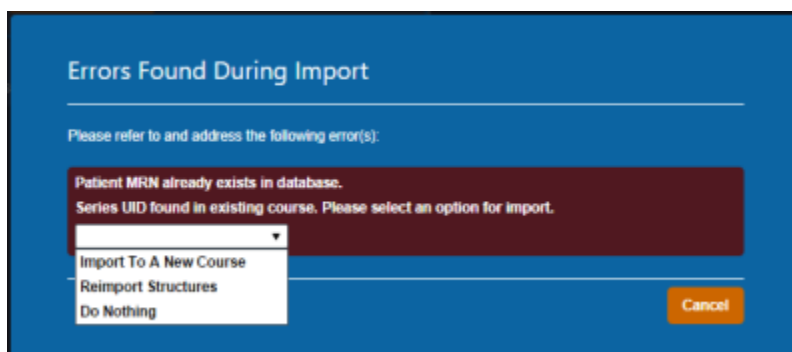 Errors Found During Import
Please refer to and address the following error(s):
Patient MRN already exists in database.
Series UID found in existing course. Please select an option for import.
Import To A New Course
Reimport Structures
Do Nothing
Cancel